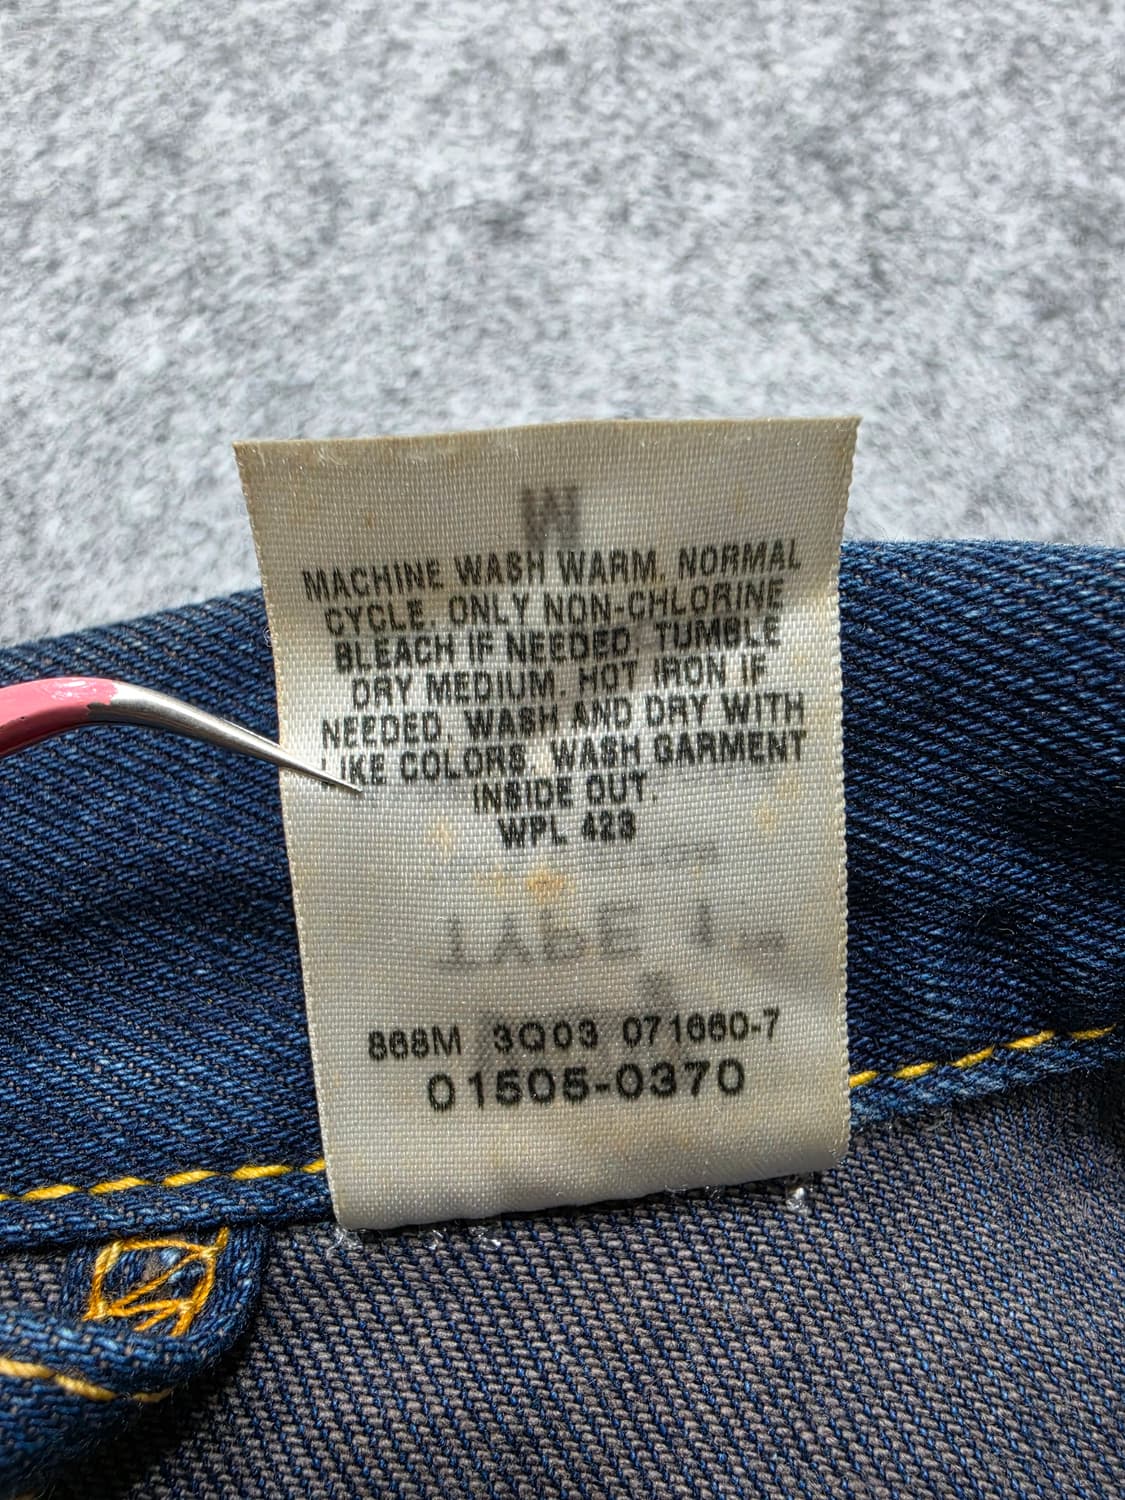 MACHINE WASH WARM. NORMAL
CYCLE. ONLY NON-CHLORINE
BLEACH IF NEEDED. TUMBLE
DRY MEDIUM. HOT IRON IF
NEEDED. WASH AND DRY WITH
LIKE COLORS. WASH GARMENT
INSIDE OUT.
WPL 423
868M 3Q03 071660-7
01505-0370